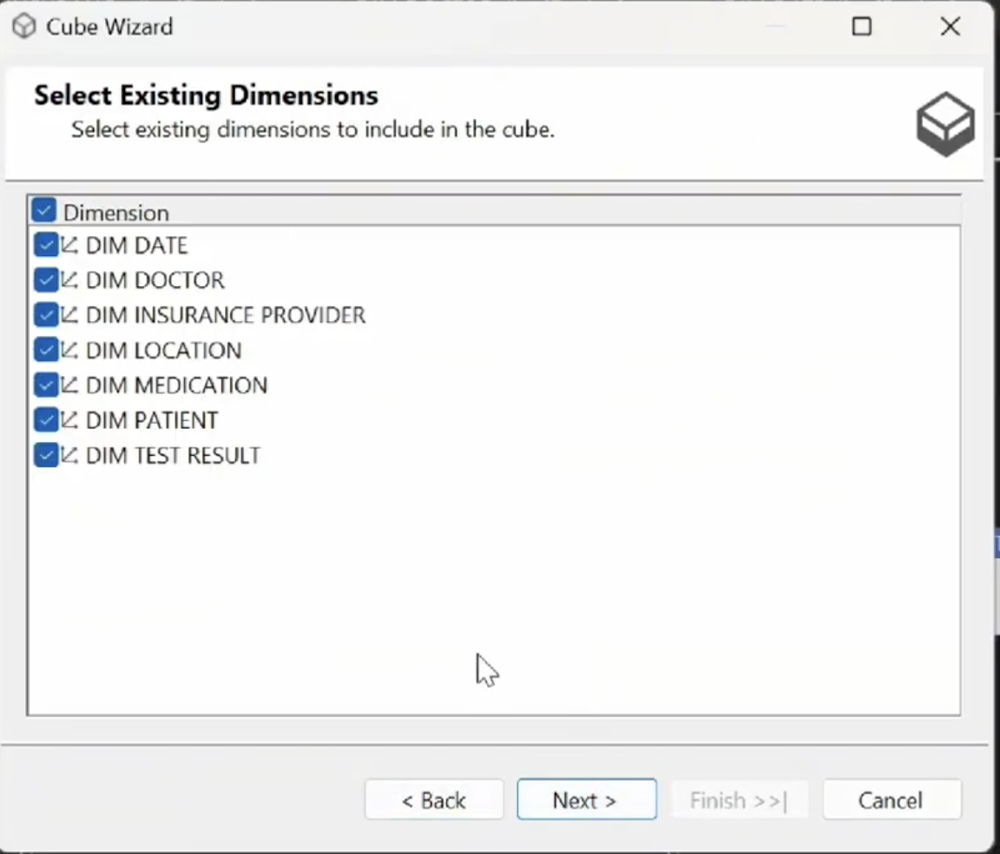 Cube Wizard
Select Existing Dimensions
Select existing dimensions to include in the cube.
Dimension
DIM DATE
DIM DOCTOR
DIM INSURANCE PROVIDER
DIM LOCATION
DIM MEDICATION
DIM PATIENT
DIM TEST RESULT
< Back
Next >
Finish >>|
Cancel